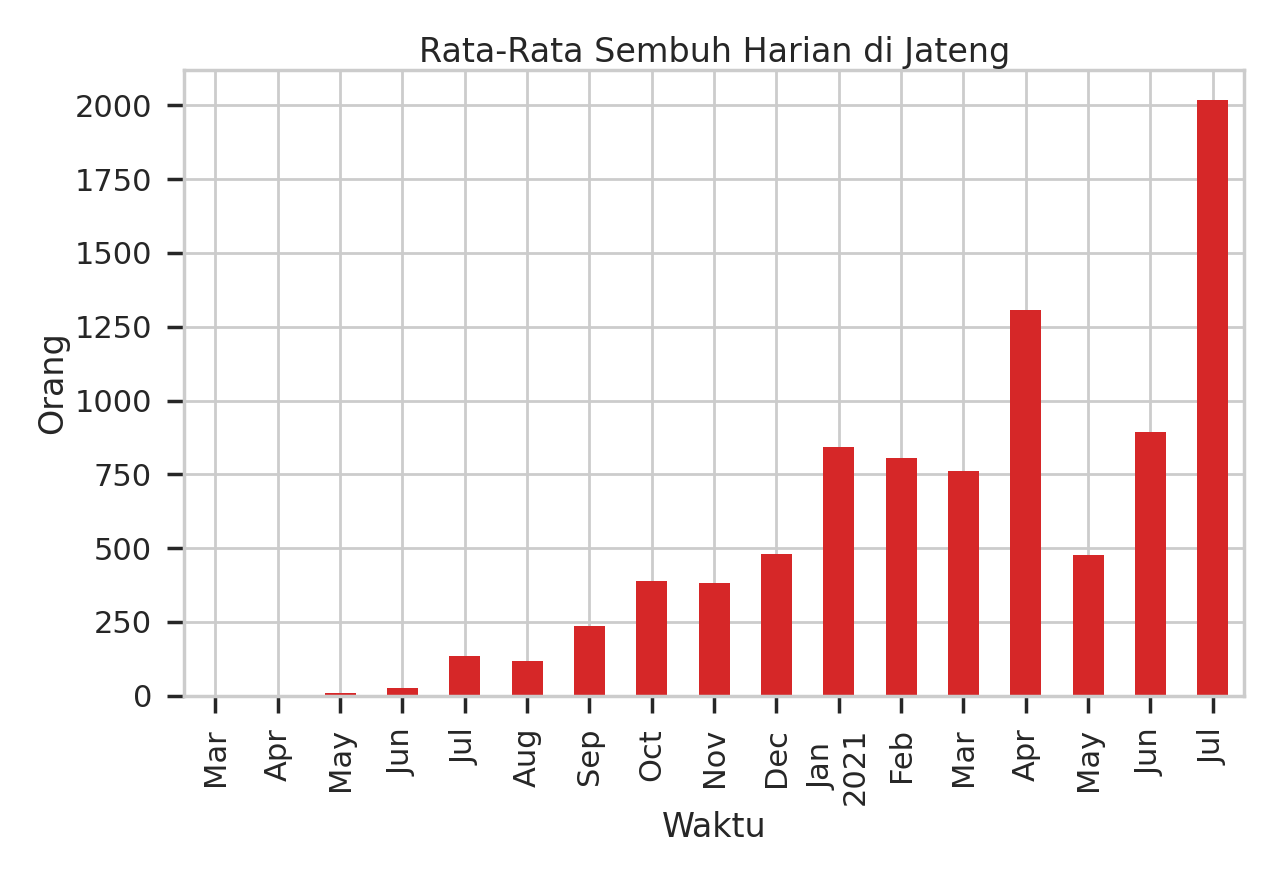 Rata-Rata Sembuh Harian di Jateng
Orang
2000
1750
1500
1250
1000
750
500
250
0
Mar
Apr
May
Jun
Jul
Aug
Sep
Oct
Nov
Dec
Jan
2021
Feb
Mar
Apr
May
Jun
Jul
Waktu